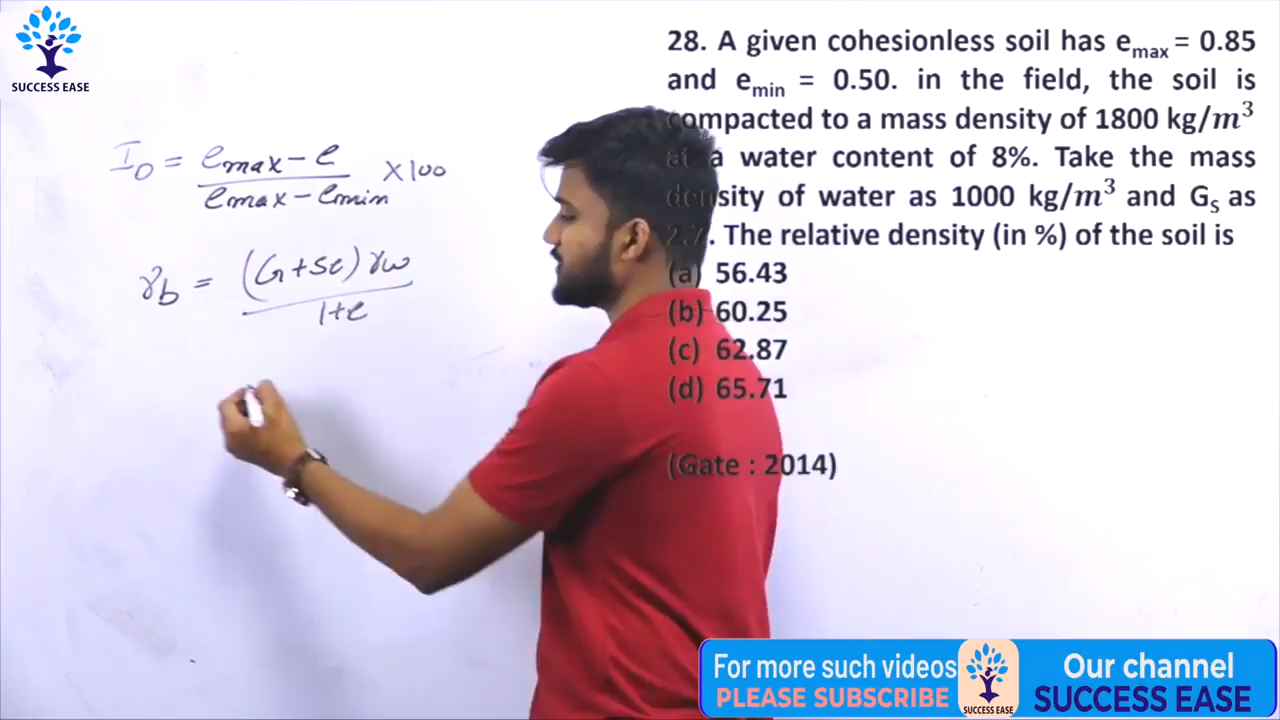 SUCCESS EASE
I_D = e_max - e / e_max - e_min × 100
γ_b = (G + Se) γ_w / 1 + e
28. A given cohesionless soil has e_max = 0.85
and e_min = 0.50. in the field, the soil is
compacted to a mass density of 1800 kg/m³
at a water content of 8%. Take the mass
density of water as 1000 kg/m³ and G_S as
2.7. The relative density (in %) of the soil is
(a) 56.43
(b) 60.25
(c) 62.87
(d) 65.71
(Gate : 2014)
For more such videos
PLEASE SUBSCRIBE
SUCCESS EASE
Our channel
SUCCESS EASE